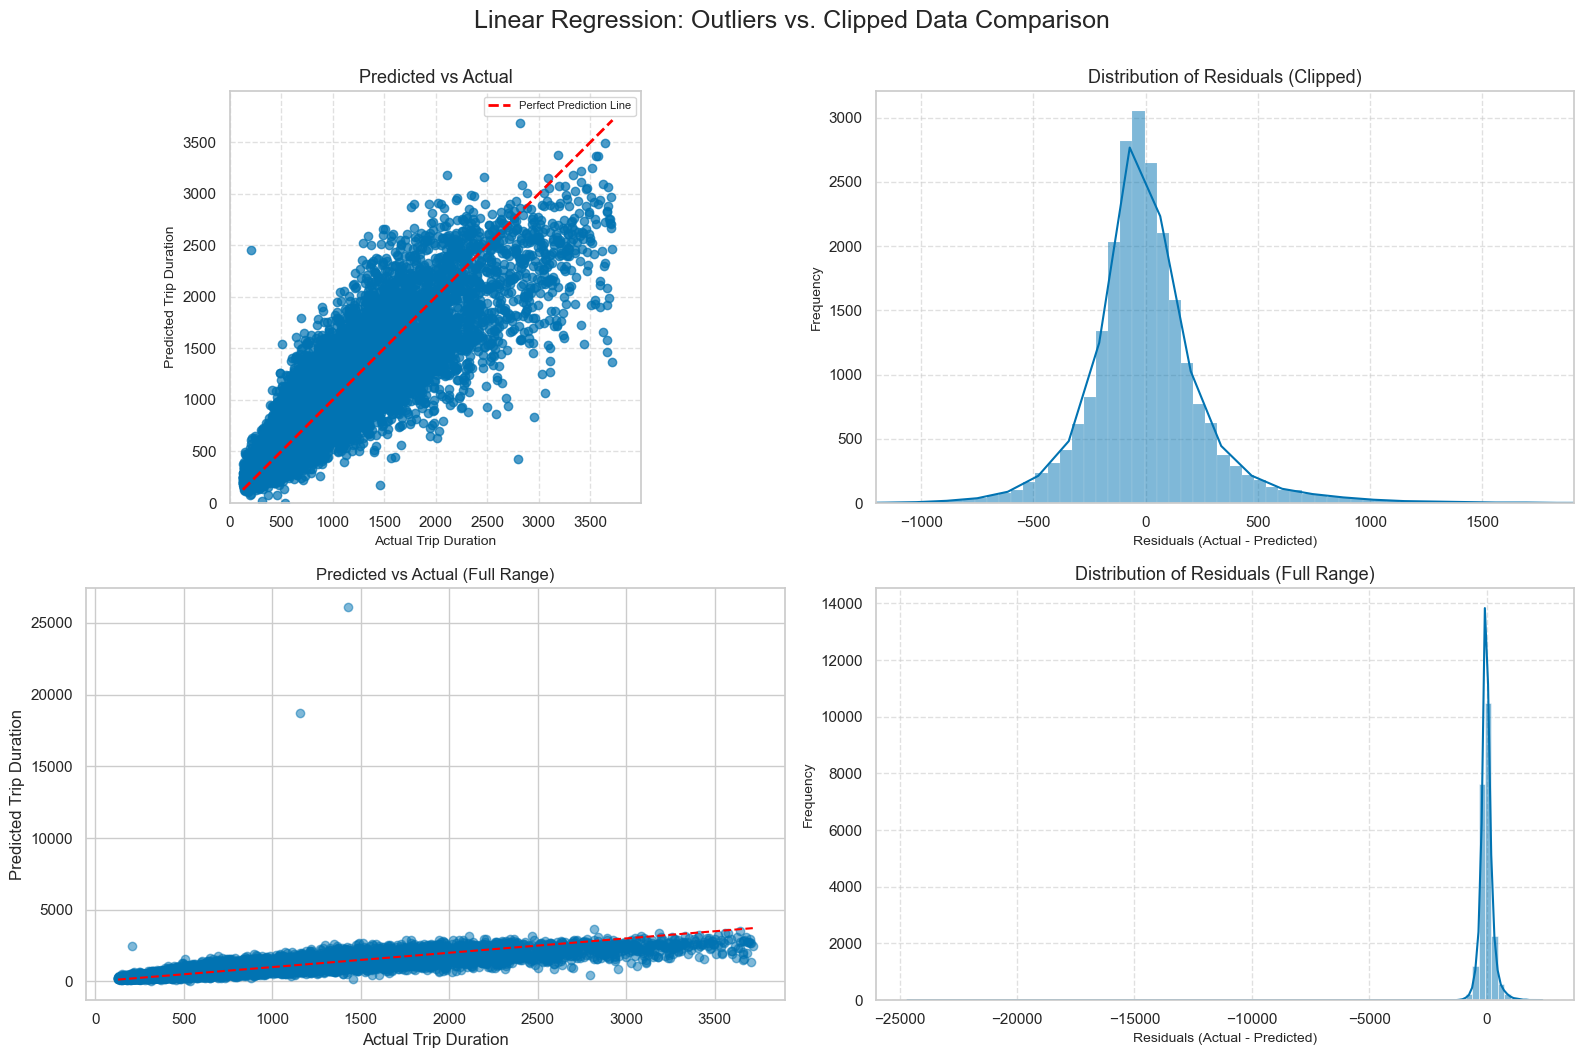 Linear Regression: Outliers vs. Clipped Data Comparison
Predicted vs Actual
Perfect Prediction Line
Predicted Trip Duration
3500
3000
2500
2000
1500
1000
500
0
0 500 1000 1500 2000 2500 3000 3500
Actual Trip Duration
Distribution of Residuals (Clipped)
Frequency
3000
2500
2000
1500
1000
500
0
−1000 −500 0 500 1000 1500
Residuals (Actual - Predicted)
Predicted vs Actual (Full Range)
Predicted Trip Duration
25000
20000
15000
10000
5000
0
0 500 1000 1500 2000 2500 3000 3500
Actual Trip Duration
Distribution of Residuals (Full Range)
Frequency
14000
12000
10000
8000
6000
4000
2000
0
−25000 −20000 −15000 −10000 −5000 0
Residuals (Actual - Predicted)